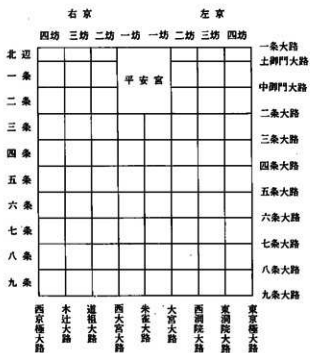 右京 左京
四坊 三坊 二坊 一坊 一坊 二坊 三坊 四坊
北辺
一条
二条
三条
四条
五条
六条
七条
八条
九条
平安宮
一条大路
土御門大路
中御門大路
二条大路
三条大路
四条大路
五条大路
六条大路
七条大路
八条大路
九条大路
西京極大路
木辻大路
道祖大路
西大宮大路
朱雀大路
大宮大路
西洞院大路
東洞院大路
東京極大路